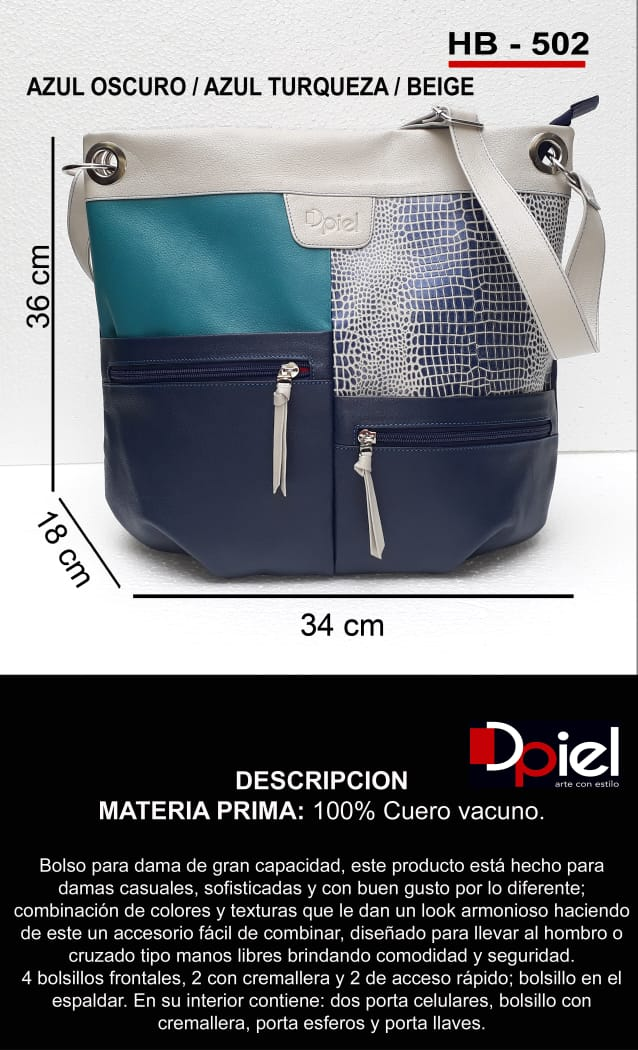 HB - 502
AZUL OSCURO / AZUL TURQUEZA / BEIGE
Dpiel
36 cm
18 cm
34 cm
Dpiel
arte con estilo
DESCRIPCION
MATERIA PRIMA: 100% Cuero vacuno.
Bolso para dama de gran capacidad, este producto está hecho para
damas casuales, sofisticadas y con buen gusto por lo diferente;
combinación de colores y texturas que le dan un look armonioso haciendo
de este un accesorio fácil de combinar, diseñado para llevar al hombro o
cruzado tipo manos libres brindando comodidad y seguridad.
4 bolsillos frontales, 2 con cremallera y 2 de acceso rápido; bolsillo en el
espaldar. En su interior contiene: dos porta celulares, bolsillo con
cremallera, porta esferos y porta llaves.